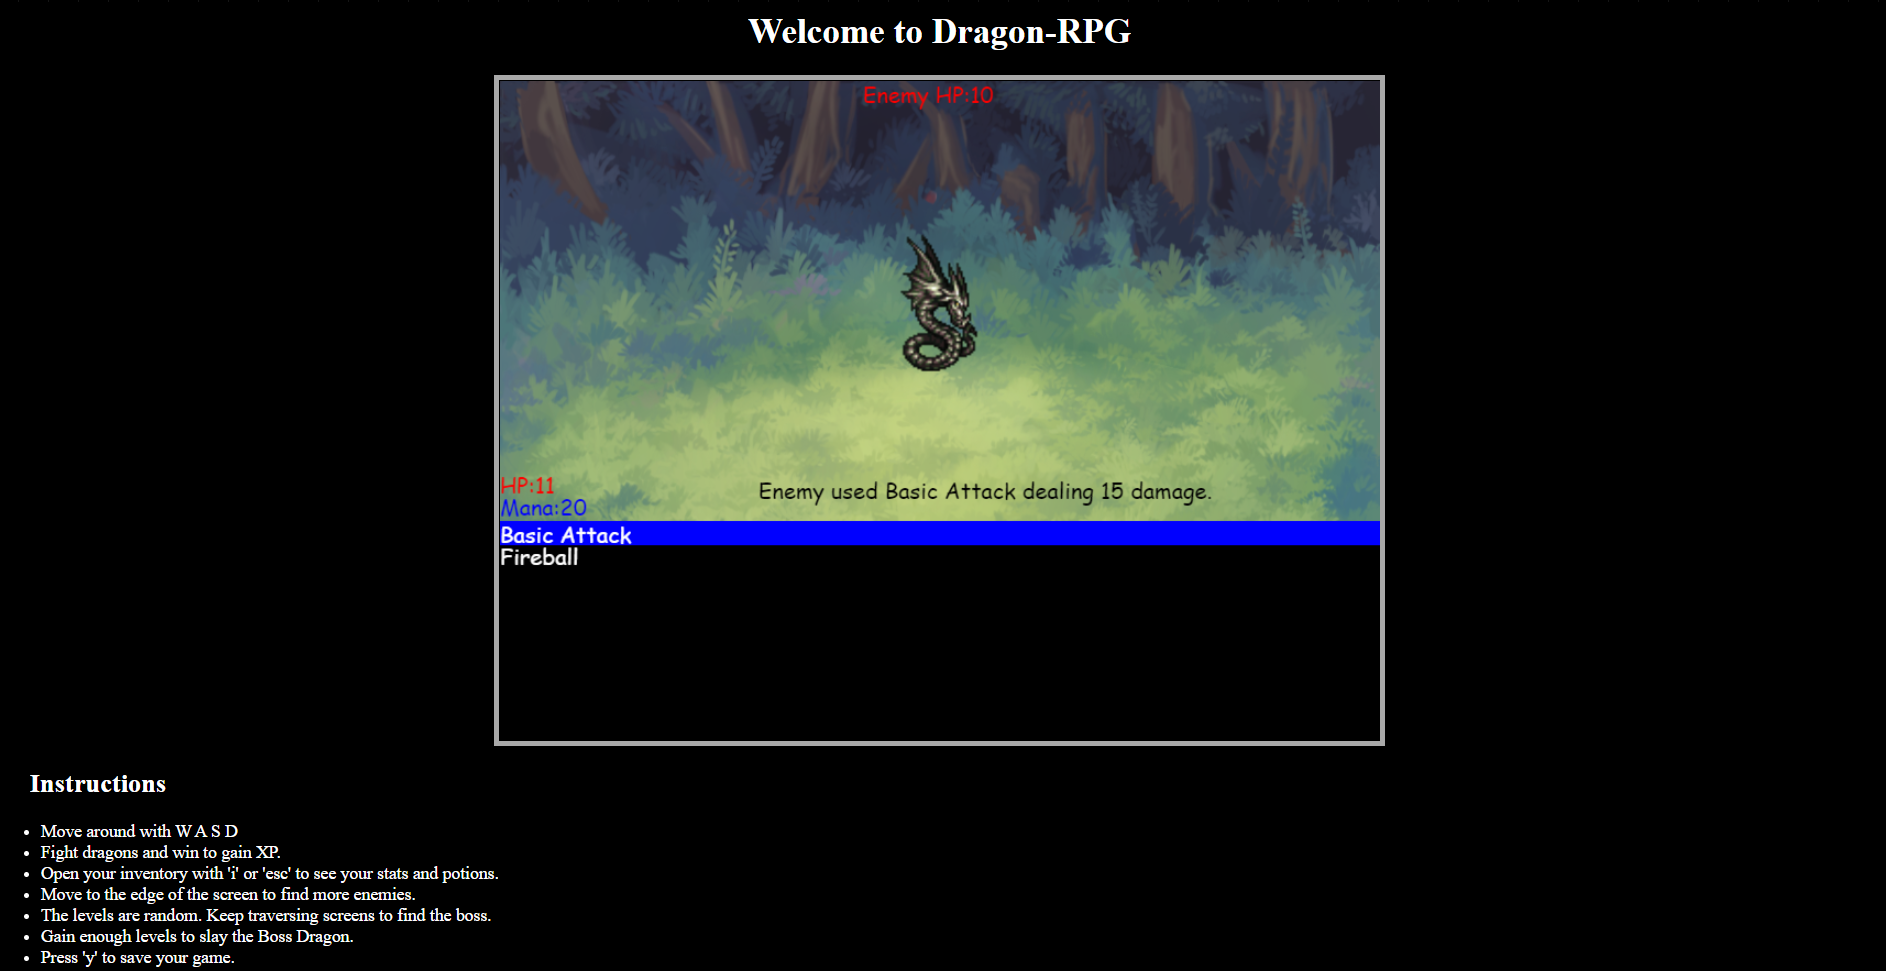 Welcome to Dragon-RPG
Enemy HP:10
HP:11
Enemy used Basic Attack dealing 15 damage.
Mana:20
Basic Attack
Fireball
Instructions
Move around with W A S D
Fight dragons and win to gain XP.
Open your inventory with 'i' or 'esc' to see your stats and potions.
Move to the edge of the screen to find more enemies.
The levels are random. Keep traversing screens to find the boss.
Gain enough levels to slay the Boss Dragon.
Press 'y' to save your game.